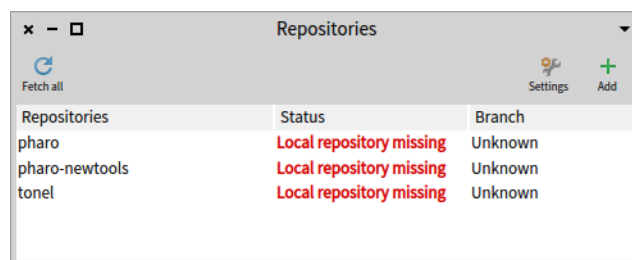 Repositories
Fetch all Settings Add
Repositories Status Branch
pharo Local repository missing Unknown
pharo-newtools Local repository missing Unknown
tonel Local repository missing Unknown